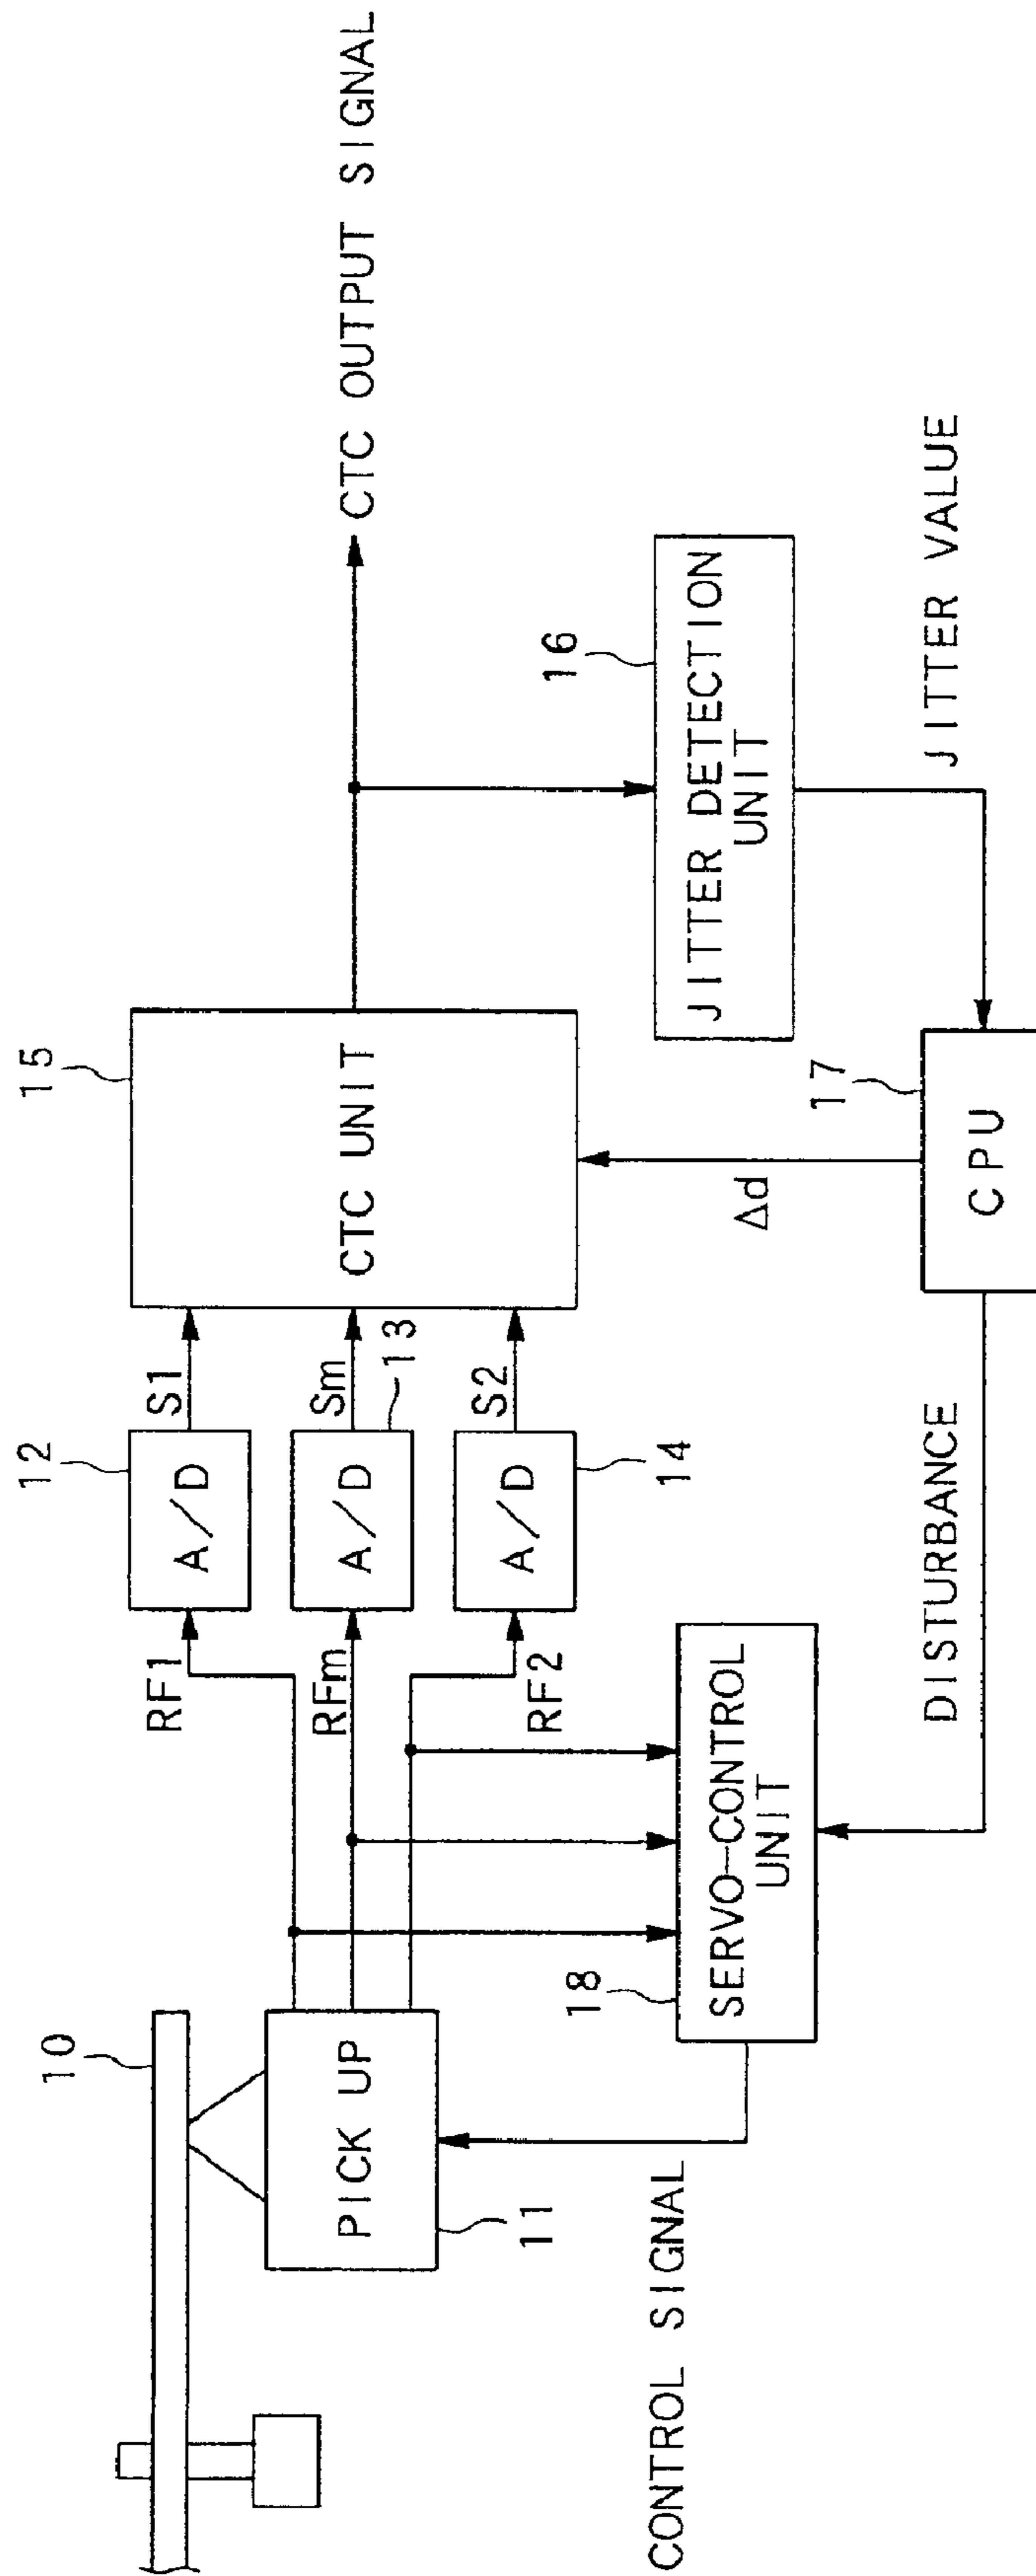 10
PICK UP
11
CONTROL SIGNAL
RF1
RFm
RF2
12
A/D
S1
A/D
Sm
13
A/D
S2
14
15
CTC UNIT
CTC OUTPUT SIGNAL
18
SERVO-CONTROL
UNIT
DISTURBANCE
Δd
17
CPU
16
JITTER DETECTION
UNIT
JITTER VALUE